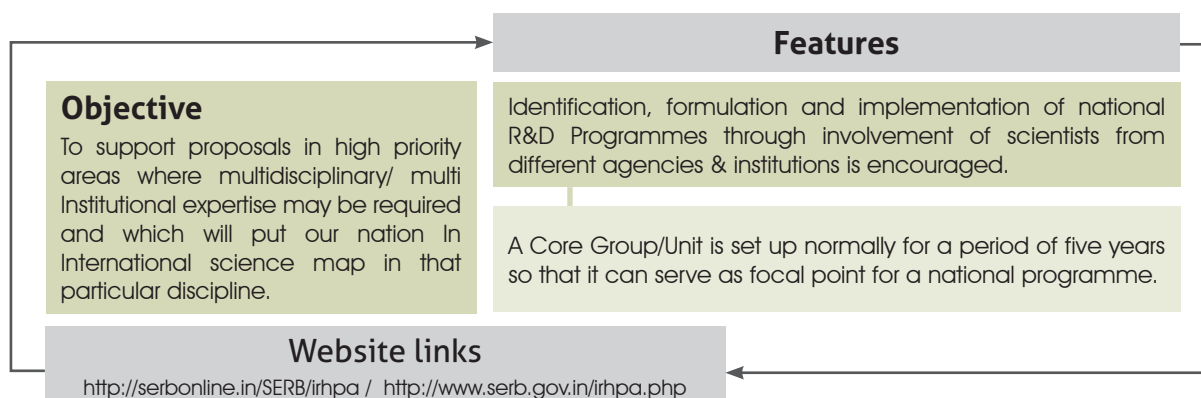 Features
Objective
To support proposals in high priority
areas where multidisciplinary/ multi
Institutional expertise may be required
and which will put our nation In
International science map in that
particular discipline.
Identification, formulation and implementation of national
R&D Programmes through involvement of scientists from
different agencies & institutions is encouraged.
A Core Group/Unit is set up normally for a period of five years
so that it can serve as focal point for a national programme.
Website links
http://serbonline.in/SERB/irhpa / http://www.serb.gov.in/irhpa.php